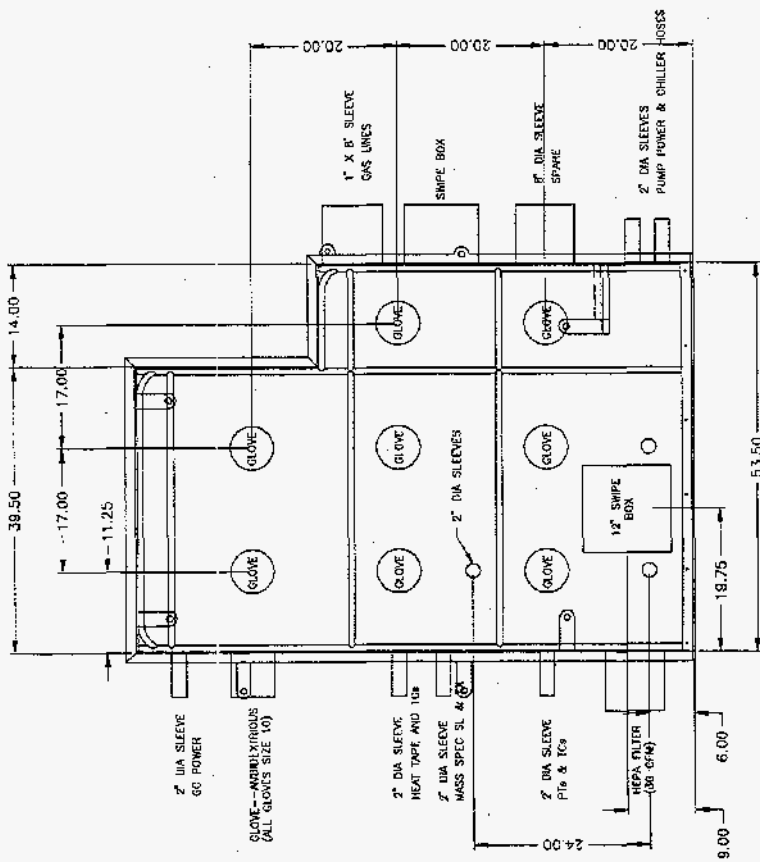 39.50
14.00
17.00
17.00
11.25
20.00
20.00
20.00
1" X 8" SLEEVE
GAS LINES
SWIPE BOX
8" DIA SLEEVE
SPARE
2" DIA SLEEVES
PUMP POWER & CHILLER HOSES
GLOVE
GLOVE
GLOVE
GLOVE
GLOVE
GLOVE
GLOVE
GLOVE
2" DIA SLEEVES
12" SWIPE
BOX
2" DIA SLEEVE
GC POWER
GLOVE--AMBIDEXTROUS
(ALL GLOVES SIZE 10)
2" DIA SLEEVE
HEAT TAPE AND TCs
2" DIA SLEEVE
MASS SPEC SL &
2" DIA SLEEVE
PTs & TCs
HEPA FILTER
(30 CFM)
19.75
53.50
24.00
6.00
9.00